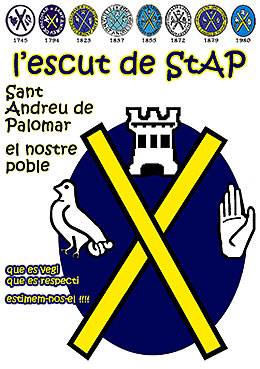 1745 1794 1823 1837 1855 1872 1879 1980
l'escut de StAP
Sant
Andreu de
Palomar
el nostre
poble
que es vegi
que es respecti
estimem-nos-el !!!!